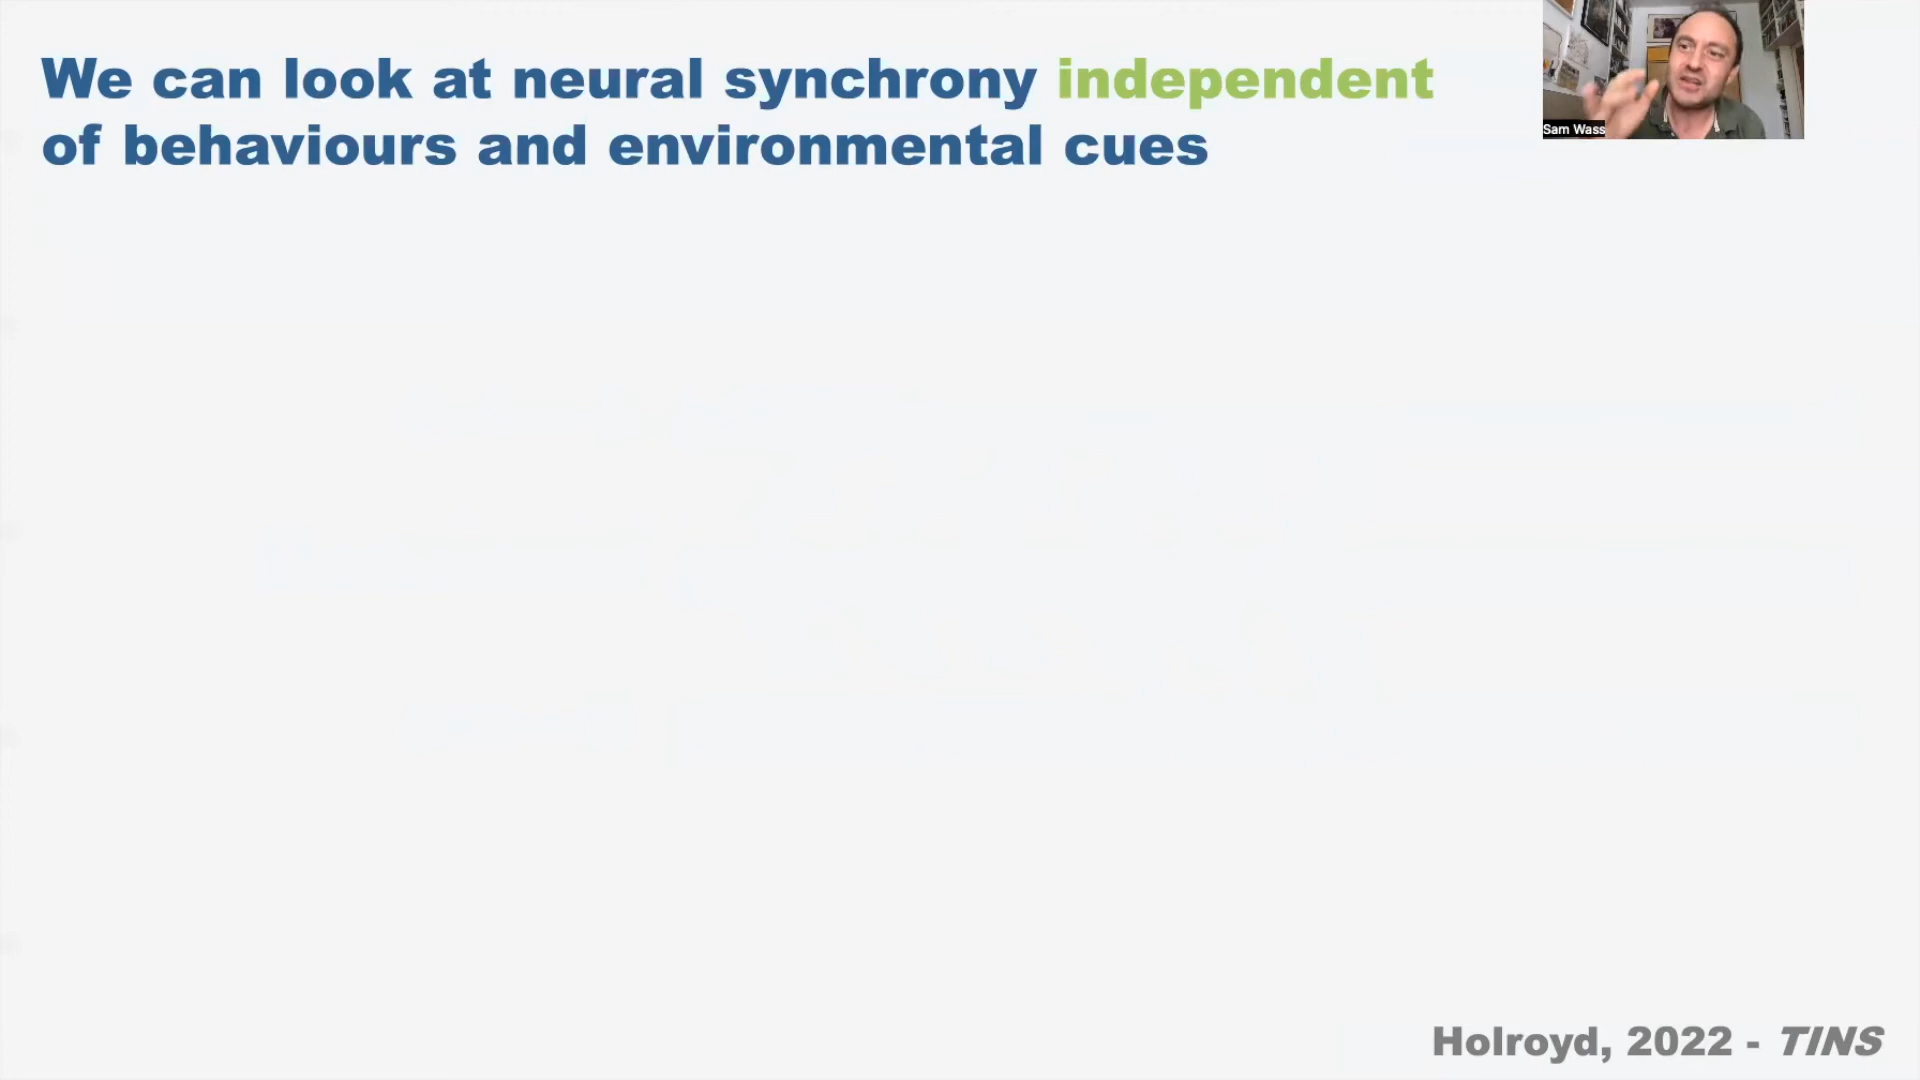 We can look at neural synchrony independent
of behaviours and environmental cues
Sam Wass
Holroyd, 2022 - TINS